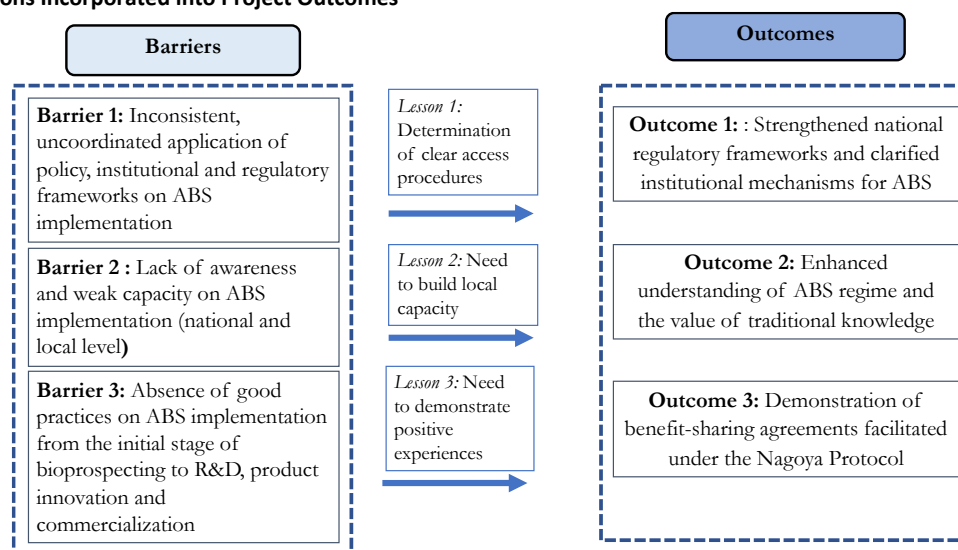 ons Incorporated into Project Outcomes
Barriers
Outcomes
Barrier 1: Inconsistent,
uncoordinated application of
policy, institutional and regulatory
frameworks on ABS
implementation
Lesson 1:
Determination
of clear access
procedures
Outcome 1: : Strengthened national
regulatory frameworks and clarified
institutional mechanisms for ABS
Barrier 2 : Lack of awareness
and weak capacity on ABS
implementation (national and
local level)
Lesson 2: Need
to build local
capacity
Outcome 2: Enhanced
understanding of ABS regime and
the value of traditional knowledge
Barrier 3: Absence of good
practices on ABS implementation
from the initial stage of
bioprospecting to R&D, product
innovation and
commercialization
Lesson 3: Need
to demonstrate
positive
experiences
Outcome 3: Demonstration of
benefit-sharing agreements facilitated
under the Nagoya Protocol